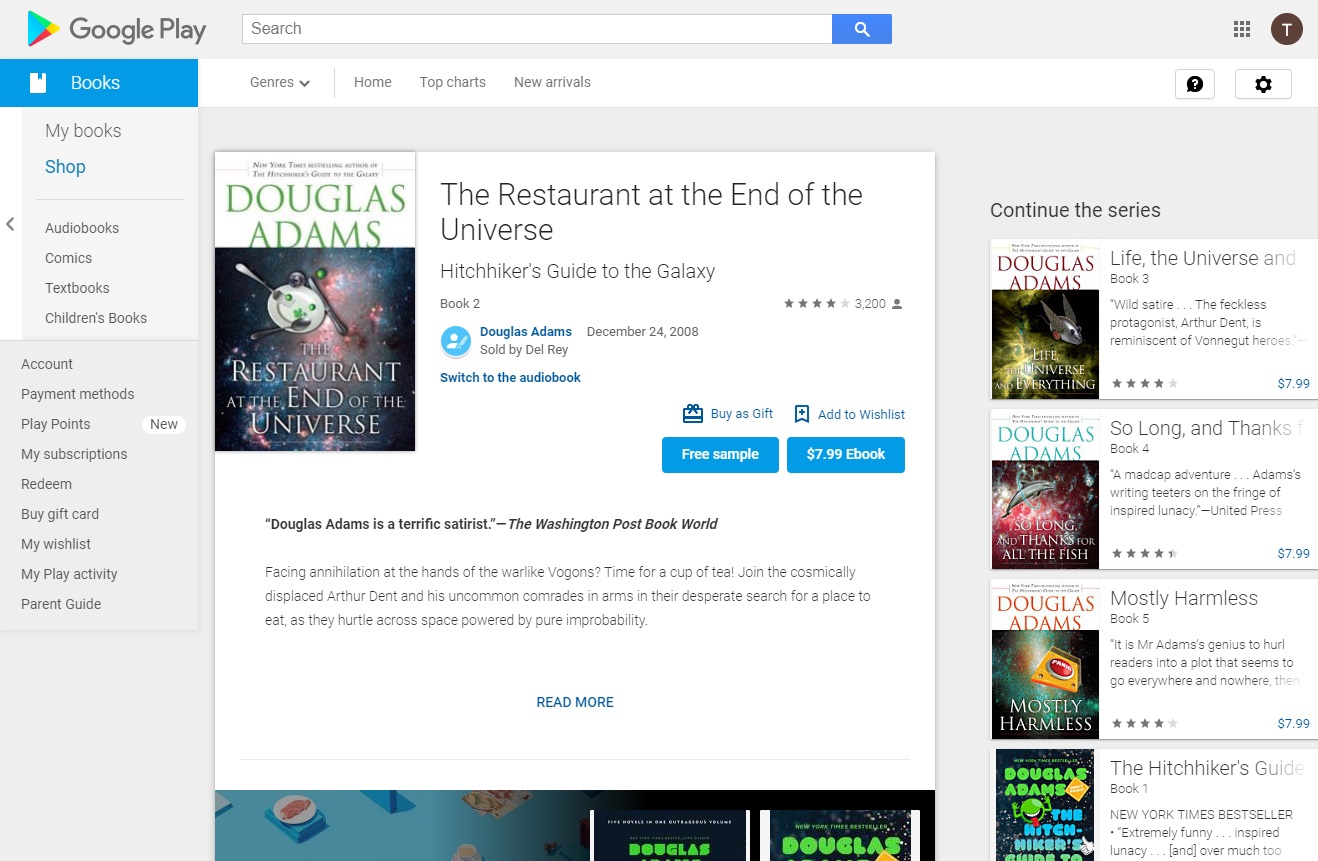 Google Play
Search
T
Books
Genres
Home
Top charts
New arrivals
My books
Shop
Audiobooks
Comics
Textbooks
Children's Books
Account
Payment methods
Play Points
New
My subscriptions
Redeem
Buy gift card
My wishlist
My Play activity
Parent Guide
NEW YORK TIMES BESTSELLING AUTHOR OF
THE HITCHHIKER'S GUIDE TO THE GALAXY
DOUGLAS
ADAMS
THE
RESTAURANT
AT THE END OF THE
UNIVERSE
The Restaurant at the End of the
Universe
Hitchhiker's Guide to the Galaxy
Book 2
3,200
Douglas Adams December 24, 2008
Sold by Del Rey
Switch to the audiobook
Buy as Gift
Add to Wishlist
Free sample
$7.99 Ebook
“Douglas Adams is a terrific satirist.”—The Washington Post Book World
Facing annihilation at the hands of the warlike Vogons? Time for a cup of tea! Join the cosmically
displaced Arthur Dent and his uncommon comrades in arms in their desperate search for a place to
eat, as they hurtle across space powered by pure improbability.
READ MORE
FIVE NOVELS IN ONE OUTRAGEOUS VOLUME
NEW YORK TIMES BESTSELLER
DOUGLAS
NEW YORK TIMES BESTSELLER
DOUGLAS
Continue the series
DOUGLAS
ADAMS
LIFE,
THE UNIVERSE
AND EVERYTHING
Life, the Universe and
Book 3
“Wild satire . . . The feckless
protagonist, Arthur Dent, is
reminiscent of Vonnegut heroes.”—
$7.99
DOUGLAS
ADAMS
SO LONG,
AND THANKS FOR
ALL THE FISH
So Long, and Thanks f
Book 4
“A madcap adventure . . . Adams’s
writing teeters on the fringe of
inspired lunacy.”—United Press
$7.99
DOUGLAS
ADAMS
PANIC
MOSTLY
HARMLESS
Mostly Harmless
Book 5
“It is Mr Adams’s genius to hurl
readers into a plot that seems to
go everywhere and nowhere, then
$7.99
NEW YORK TIMES BESTSELLER
DOUGLAS
ADAMS
THE
HITCH-
HIKER'S
GUIDE TO
The Hitchhiker's Guide
Book 1
NEW YORK TIMES BESTSELLER
• “Extremely funny . . . inspired
lunacy . . . [and] over much too